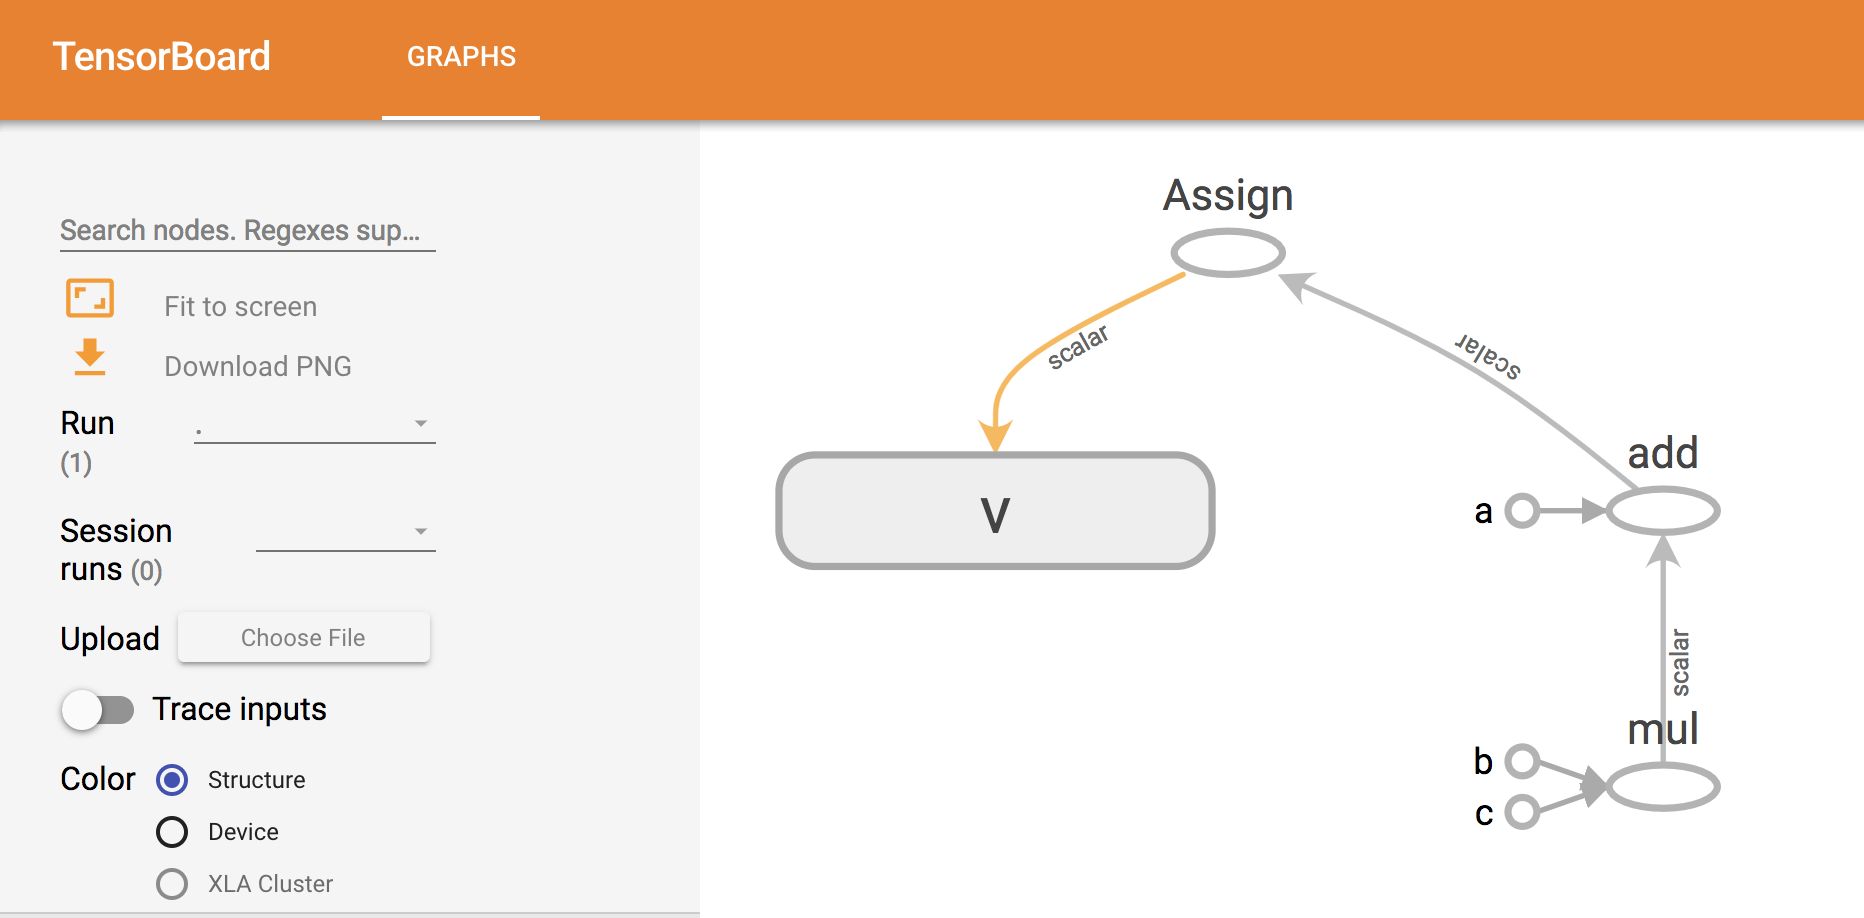 TensorBoard GRAPHS
Search nodes. Regexes sup...
Fit to screen
Download PNG
Run .
(1)
Session
runs (0)
Upload Choose File
Trace inputs
Color Structure
Device
XLA Cluster
Assign
scalar
scalar
V
add
a
scalar
mul
b
c